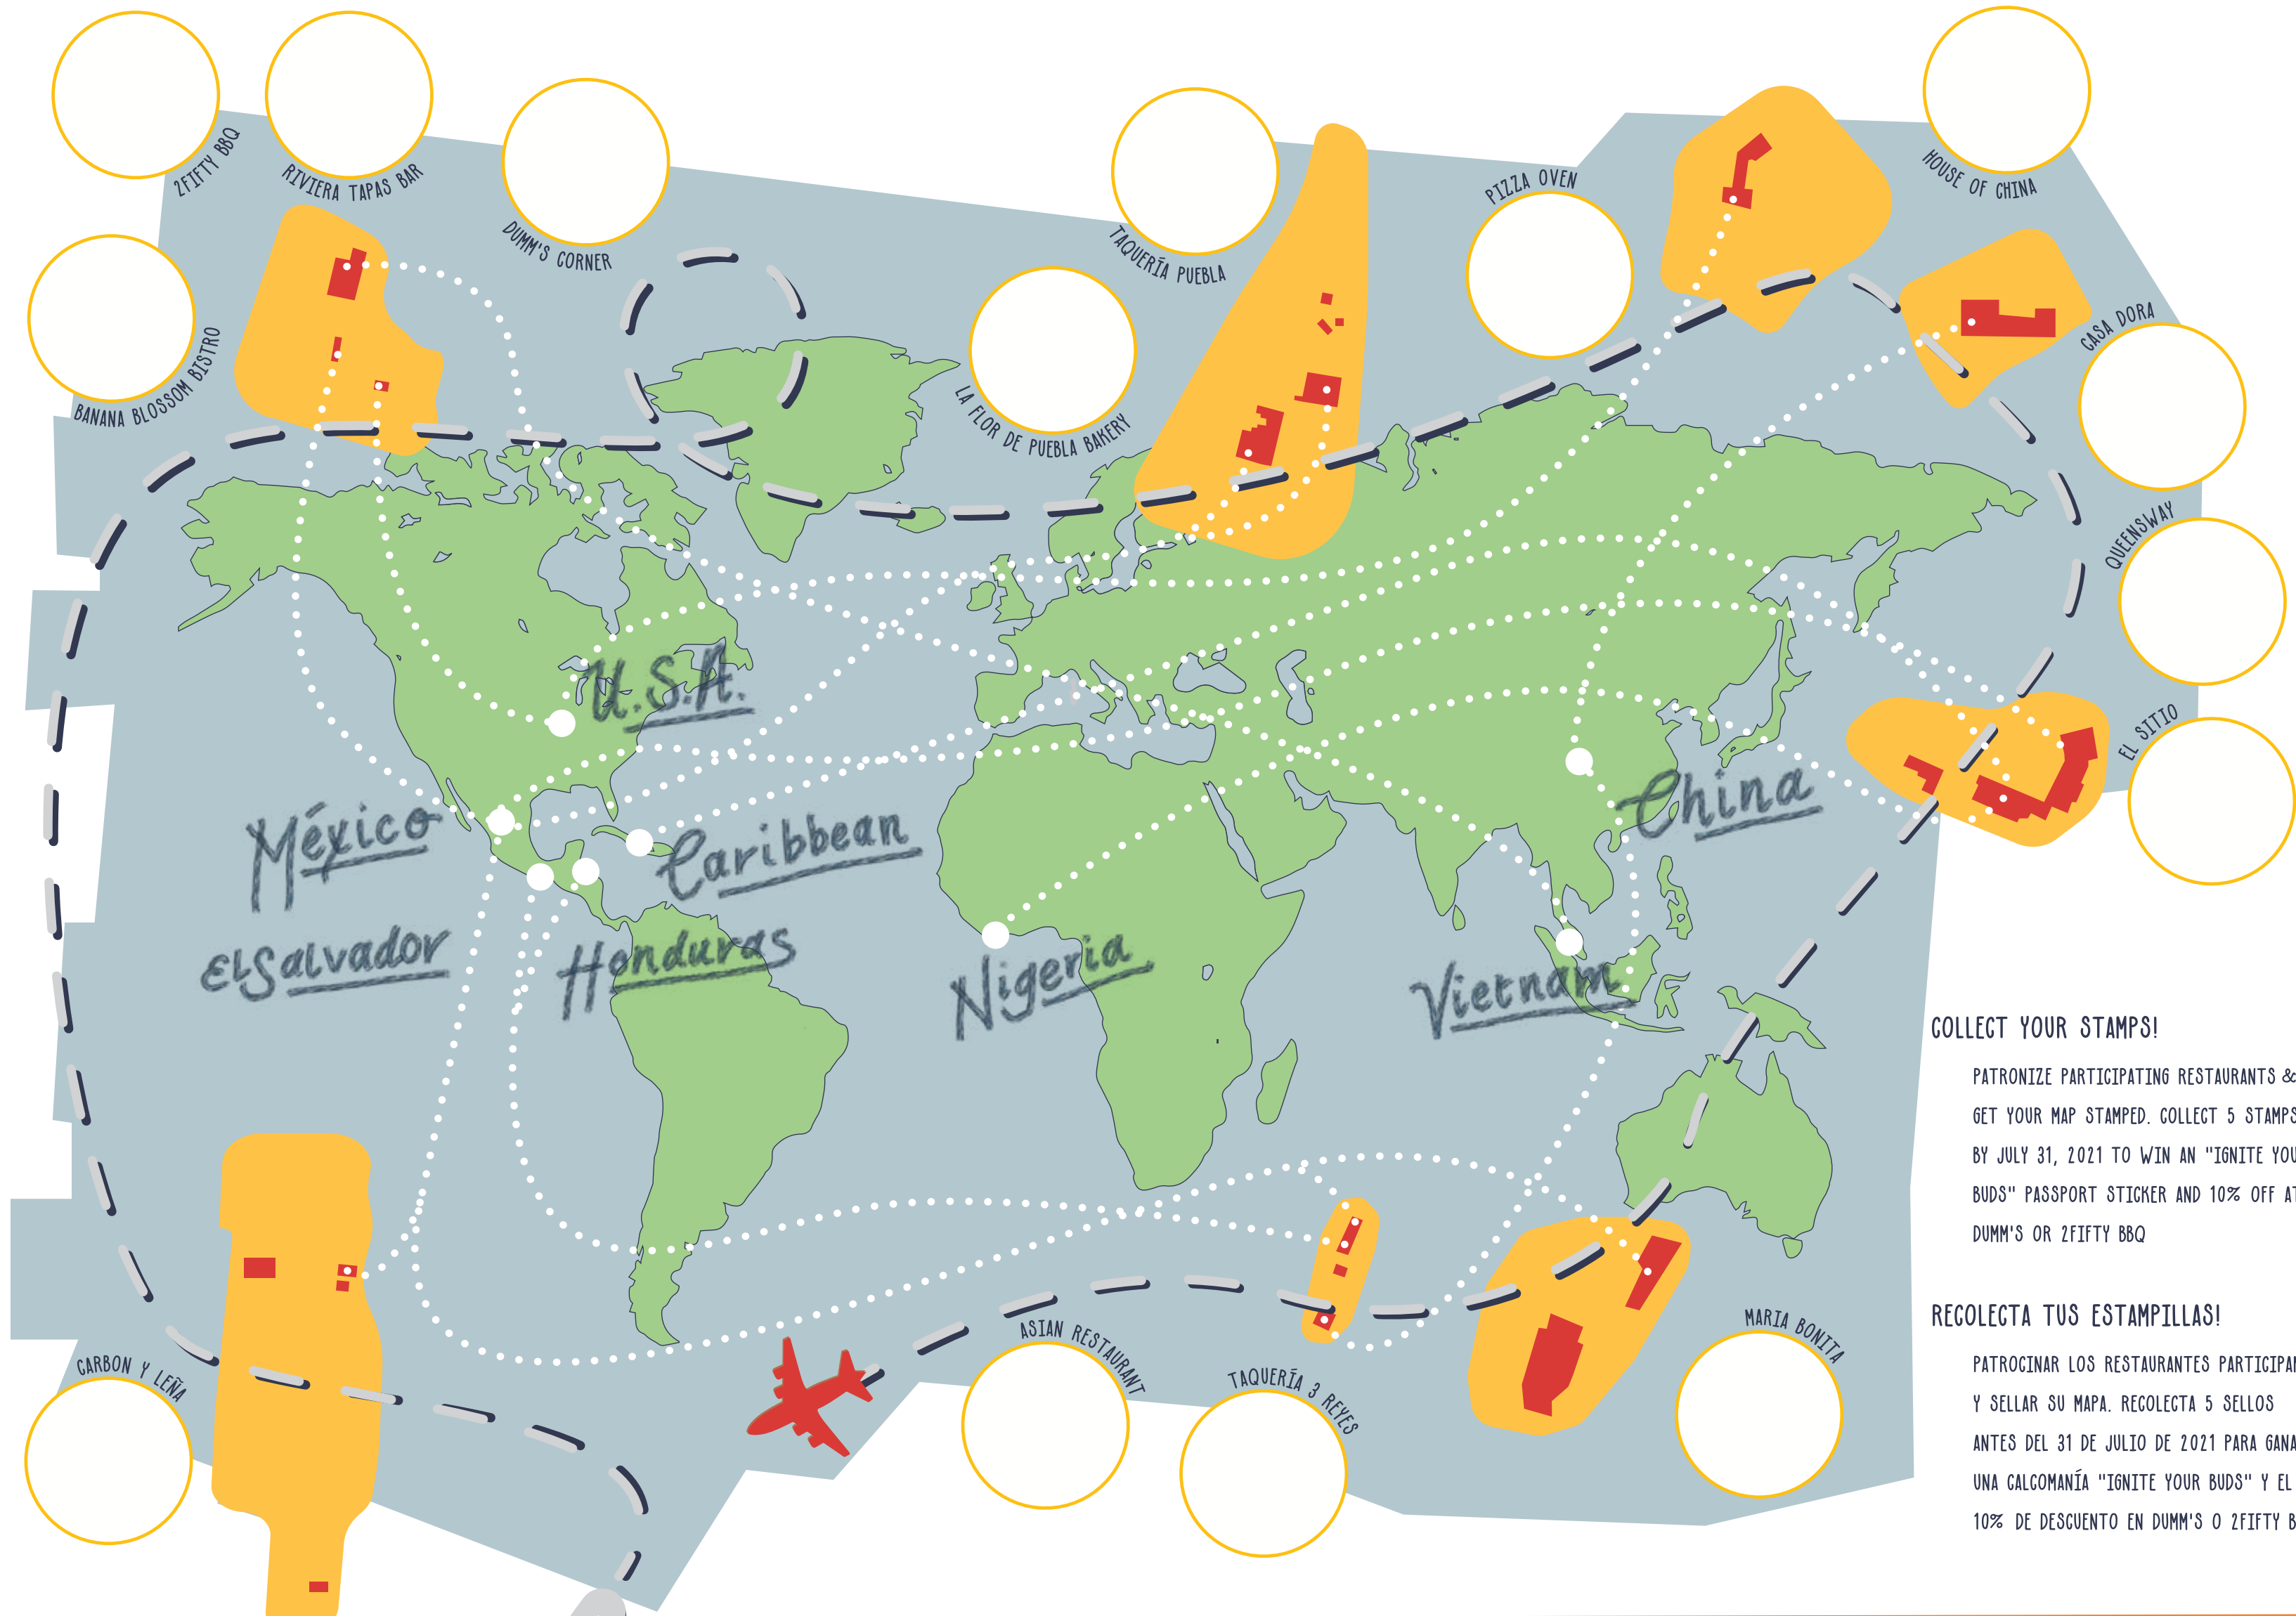 2FIFTY BBQ
RIVIERA TAPAS BAR
DUMM'S CORNER
TAQUERÍA PUEBLA
PIZZA OVEN
HOUSE OF CHINA
BANANA BLOSSOM BISTRO
LA FLOR DE PUEBLA BAKERY
CASA DORA
QUEENSWAY
EL SITIO
U.S.A.
México
Caribbean
China
El Salvador
Honduras
Nigeria
Vietnam
COLLECT YOUR STAMPS!
PATRONIZE PARTICIPATING RESTAURANTS &
GET YOUR MAP STAMPED. COLLECT 5 STAMPS
BY JULY 31, 2021 TO WIN AN "IGNITE YOU
BUDS" PASSPORT STICKER AND 10% OFF AT
DUMM'S OR 2FIFTY BBQ
RECOLECTA TUS ESTAMPILLAS!
PATROCINAR LOS RESTAURANTES PARTICIPAN
Y SELLAR SU MAPA. RECOLECTA 5 SELLOS
ANTES DEL 31 DE JULIO DE 2021 PARA GANA
UNA CALCOMANÍA "IGNITE YOUR BUDS" Y EL
10% DE DESCUENTO EN DUMM'S O 2FIFTY B
CARBON Y LEÑA
ASIAN RESTAURANT
TAQUERÍA 3 REYES
MARIA BONITA